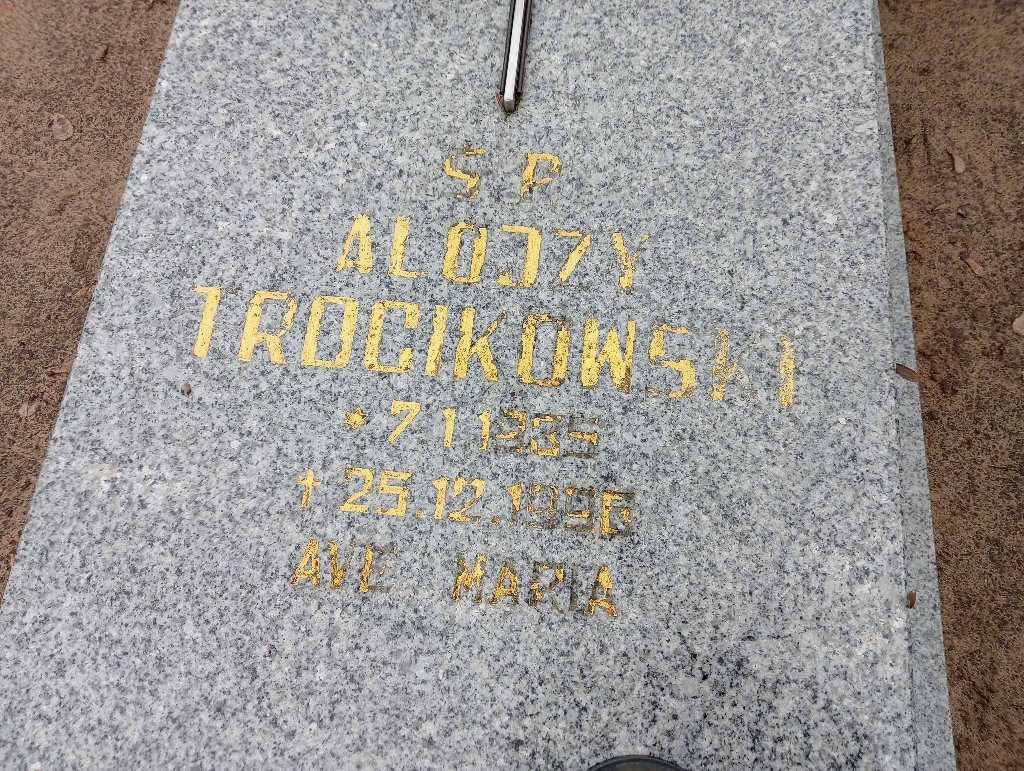 Ś P
ALOJZY
TROCIKOWSKI
* 7.1.1935
† 25.12.1996
AVE MARIA